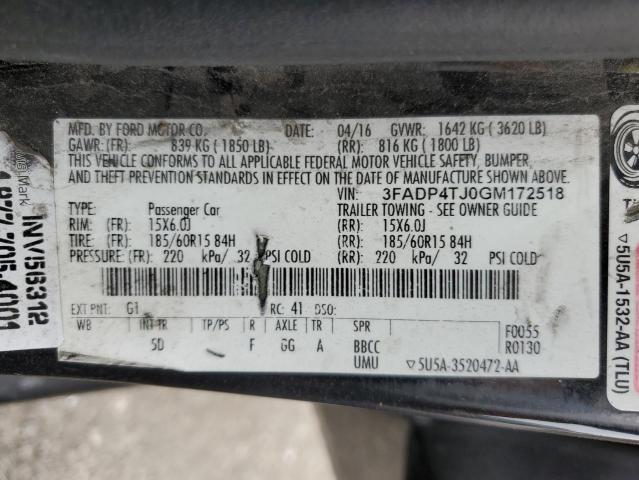 MFD. BY FORD MOTOR CO. DATE: 04/16 GVWR: 1642 KG ( 3620 LB)
GAWR: (FR): 839 KG ( 1850 LB) (RR): 816 KG ( 1800 LB)
THIS VEHICLE CONFORMS TO ALL APPLICABLE FEDERAL MOTOR VEHICLE SAFETY, BUMPER,
AND THEFT PREVENTION STANDARDS IN EFFECT ON THE DATE OF MANUFACTURE SHOWN ABOVE.
VIN: 3FADP4TJ0GM172518
TYPE: Passenger Car TRAILER TOWING - SEE OWNER GUIDE
RIM: (FR): 15X6.0J (RR): 15X6.0J
TIRE: (FR): 185/60R15 84H (RR): 185/60R15 84H
PRESSURE: (FR): 220 kPa/ 32 PSI COLD (RR): 220 kPa/ 32 PSI COLD
EXT PNT: G1 RC: 41 DSO:
WB INT TR TP/PS R AXLE TR SPR F0055
5D F GG A BBCC R0130
UMU ▽5U5A-3520472-AA
INV56312
▽5U5A-1532-AA (TLU)